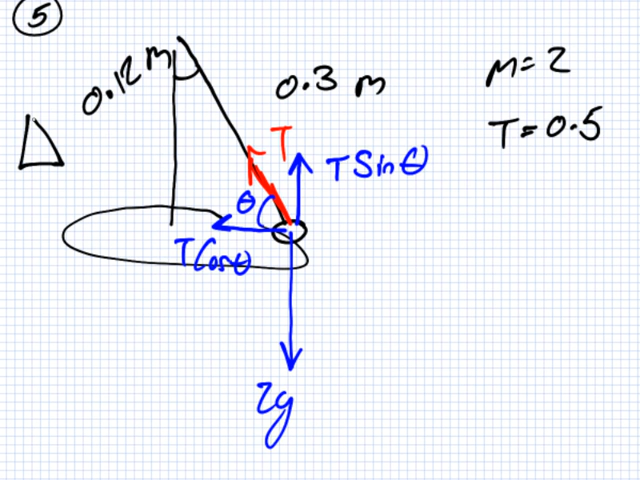 5
0.12 m
0.3 m
m = 2
T = 0.5
T
T Sin θ
θ
T Cos θ
2g